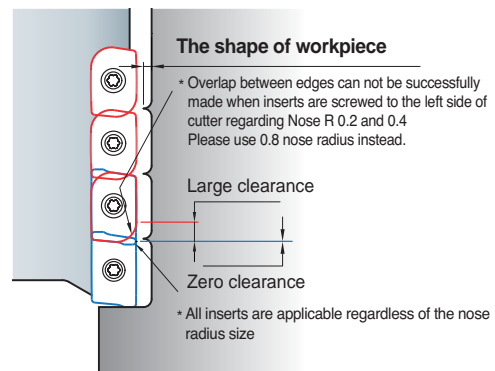 The shape of workpiece
* Overlap between edges can not be successfully
made when inserts are screwed to the left side of
cutter regarding Nose R 0.2 and 0.4
Please use 0.8 nose radius instead.
Large clearance
Zero clearance
* All inserts are applicable regardless of the nose
radius size